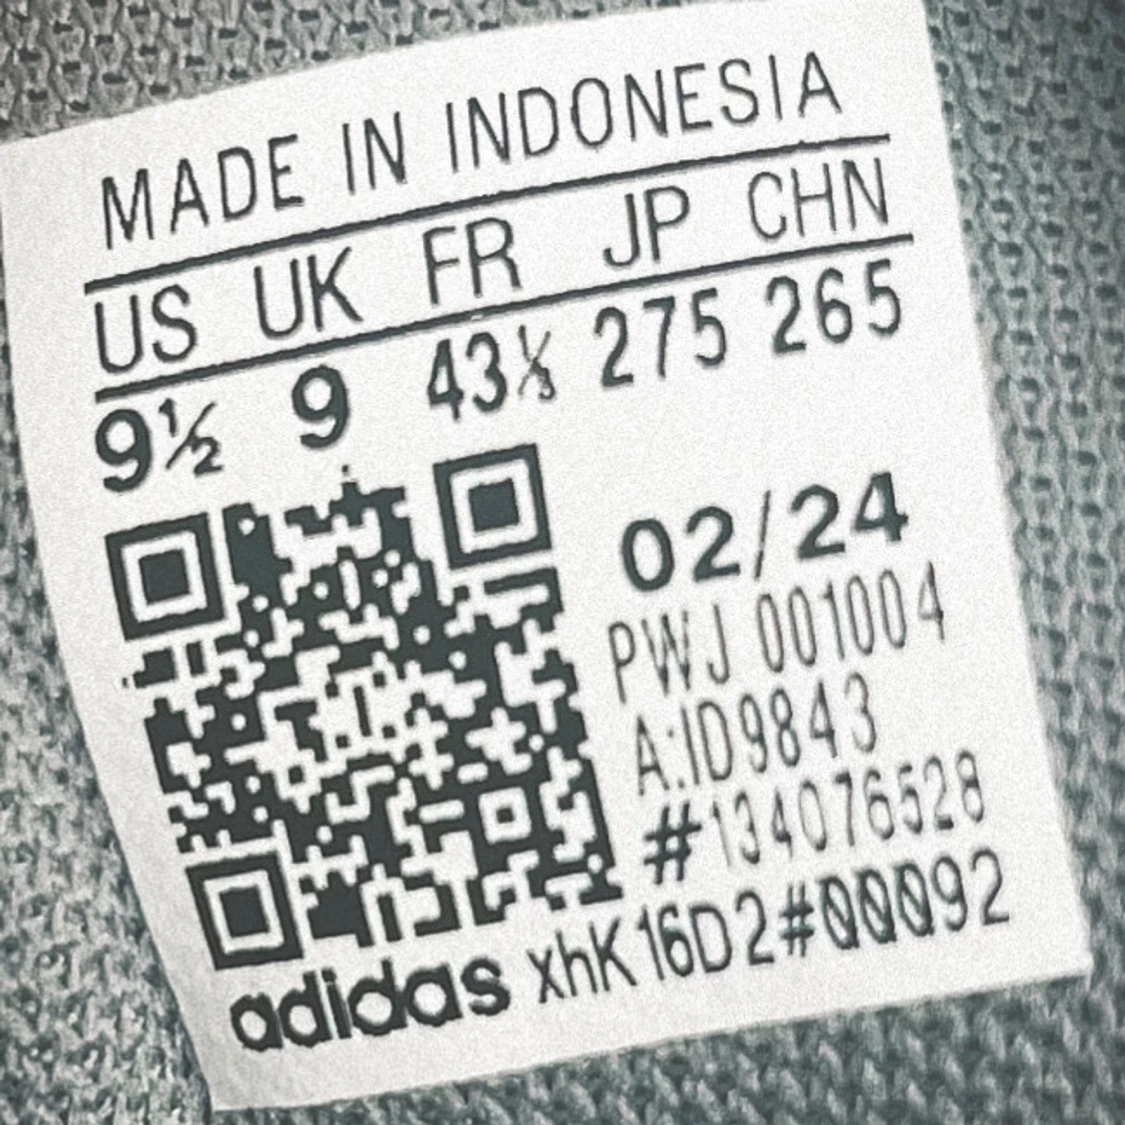 MADE IN INDONESIA
US UK FR JP CHN
9½ 9 43⅓ 275 265
02/24
PWJ 001004
A:ID9843
#134076528
adidas xhK16D2#00092